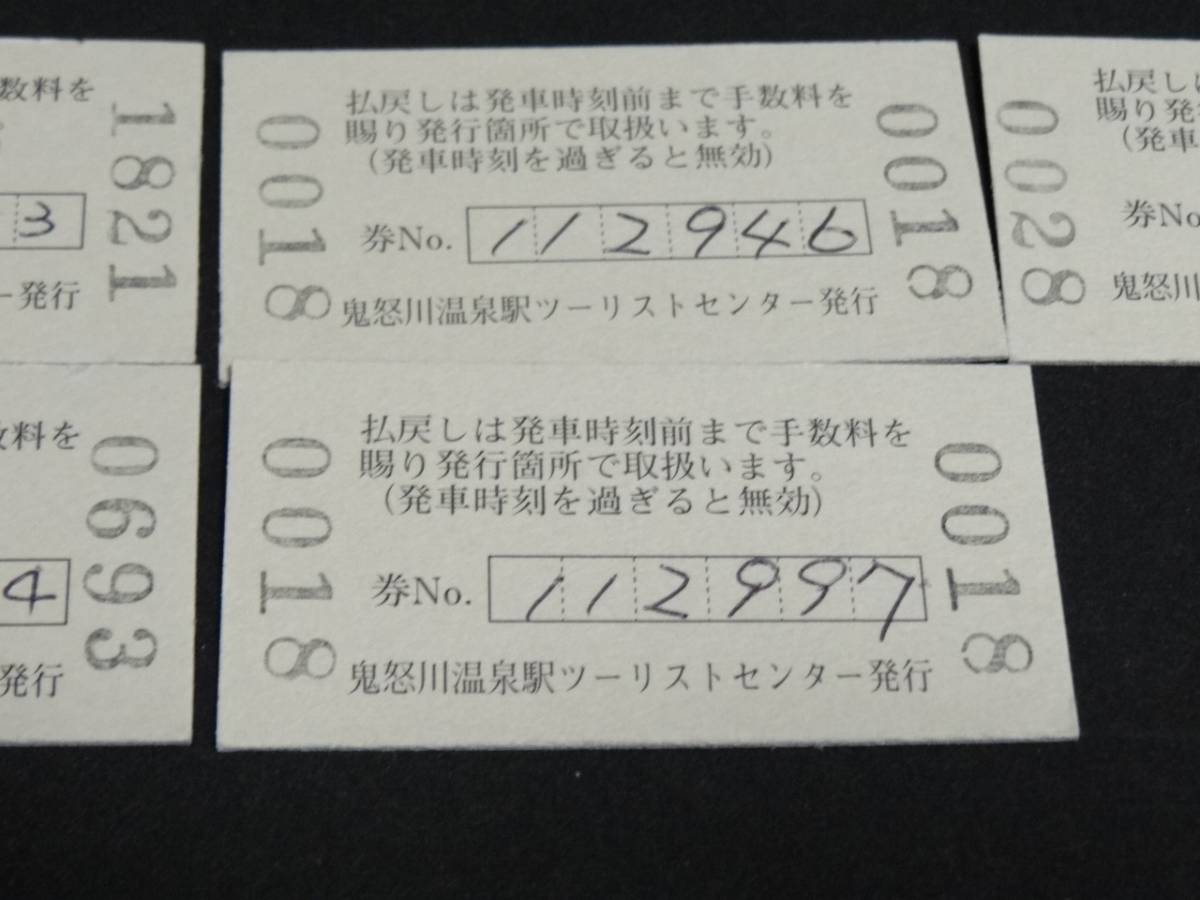 数料を
3
ー発行
1821
0018
払戻しは発車時刻前まで手数料を
賜り発行箇所で取扱います。
(発車時刻を過ぎると無効)
券No. 112946
鬼怒川温泉駅ツーリストセンター発行
0018
0028
払戻し
賜り発
(発車
券No
鬼怒川
数料を
4
発行
0693
0018
払戻しは発車時刻前まで手数料を
賜り発行箇所で取扱います。
(発車時刻を過ぎると無効)
券No. 112997
鬼怒川温泉駅ツーリストセンター発行
0018